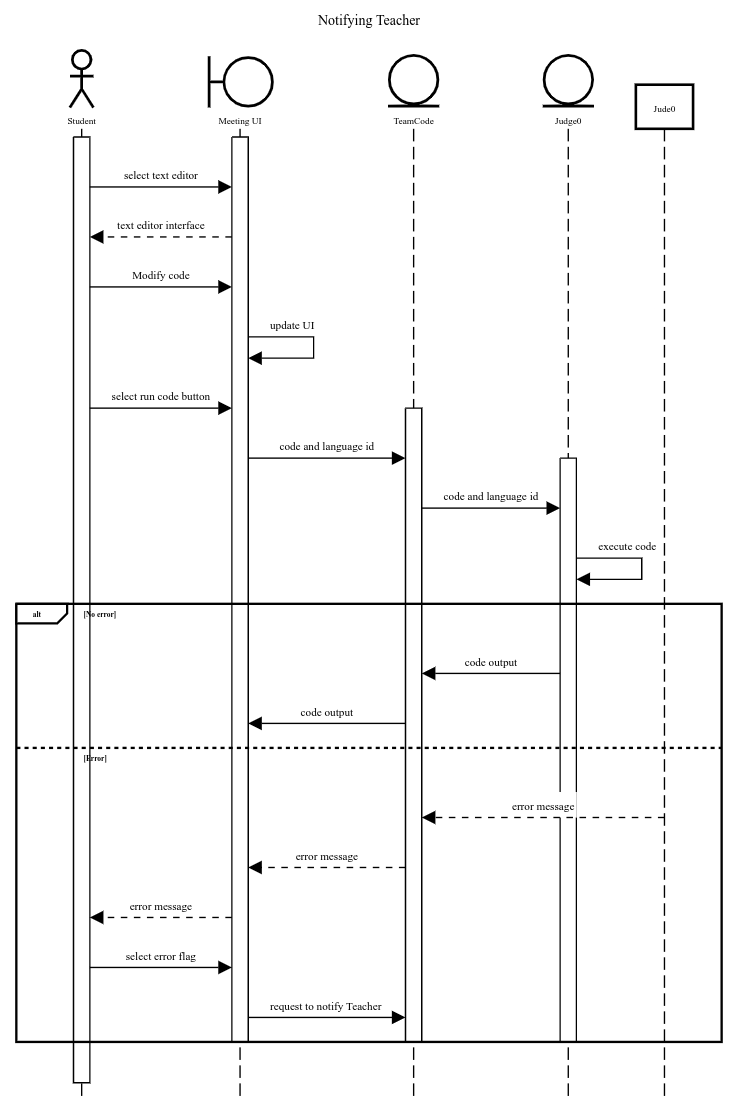 Notifying Teacher
Student
Meeting UI
TeamCode
Judge0
Jude0
select text editor
text editor interface
Modify code
update UI
select run code button
code and language id
code and language id
execute code
alt
[No error]
code output
code output
[Error]
error message
error message
error message
select error flag
request to notify Teacher